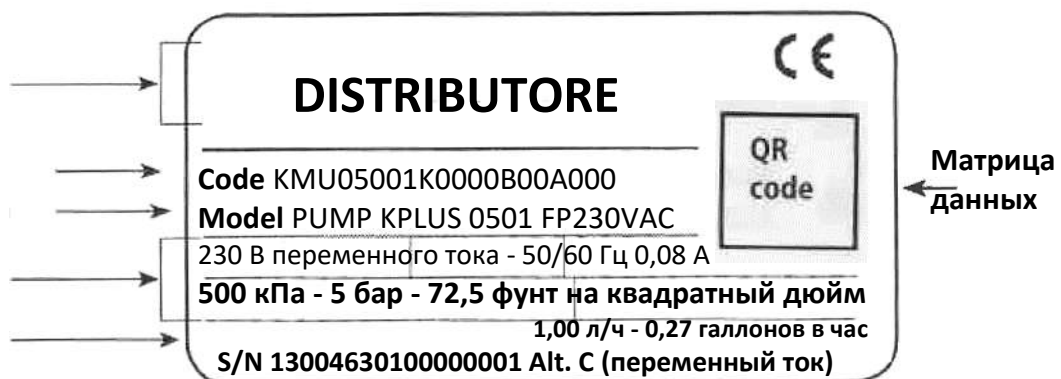 CE
DISTRIBUTORE
QR
code
Матрица
данных
Code KMU05001K0000B00A000
Model PUMP KPLUS 0501 FP230VAC
230 В переменного тока - 50/60 Гц 0,08 А
500 кПа - 5 бар - 72,5 фунт на квадратный дюйм
1,00 л/ч - 0,27 галлонов в час
S/N 13004630100000001 Alt. C (переменный ток)